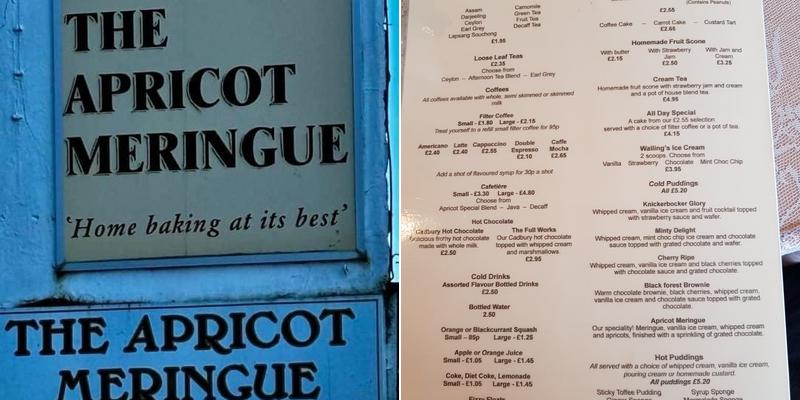 THE
APRICOT
MERINGUE
'Home baking at its best'
THE APRICOT
MERINGUE
Assam
Darjeeling
Ceylon
Earl Grey
Lapsang Souchong
Camomile
Green Tea
Fruit Tea
Decaff Tea
£1.95
Loose Leaf Teas
£2.35
Choose from
Ceylon – Afternoon Tea Blend – Earl Grey
Coffees
All coffees available with whole, semi skimmed or skimmed
milk
Filter Coffee
Small - £1.80 Large - £2.15
Treat yourself to a refill small filter coffee for 95p
Americano
£2.40
Latte
£2.40
Cappuccino
£2.55
Double
Espresso
£2.10
Caffe
Mocha
£2.65
Add a shot of flavoured syrup for 30p a shot
Cafetière
Small - £3.30 Large - £4.80
Choose from
Apricot Special Blend – Java – Decaff
Hot Chocolate
Cadbury Hot Chocolate
frothy hot chocolate
made with whole milk.
£2.50
The Full Works
Our Cadbury hot chocolate
topped with whipped cream
and marshmallows.
£2.95
Cold Drinks
Assorted Flavour Bottled Drinks
£2.50
Bottled Water
2.50
Orange or Blackcurrant Squash
Small – 85p Large - £1.25
Apple or Orange Juice
Small - £1.05 Large - £1.45
Coke, Diet Coke, Lemonade
Small - £1.05 Large - £1.45
Fizzy Floats
(Contains Peanuts)
£2.55
Coffee Cake – Carrot Cake – Custard Tart
£2.65
Homemade Fruit Scone
With butter
£2.15
With Strawberry
Jam
£2.50
With Jam and
Cream
£3.25
Cream Tea
Homemade fruit scone with strawberry jam and cream
and a pot of house blend tea.
£4.95
All Day Special
A cake from our £2.55 selection
served with a choice of filter coffee or a pot of tea.
£4.15
Walling's Ice Cream
2 scoops. Choose from
Vanilla Strawberry Chocolate Mint Choc Chip
£3.95
Cold Puddings
All £5.20
Knickerbocker Glory
Whipped cream, vanilla ice cream and fruit cocktail topped
with strawberry sauce and wafer.
Minty Delight
Whipped cream, mint choc chip ice cream and chocolate
sauce topped with grated chocolate and wafer.
Cherry Ripe
Whipped cream, vanilla ice cream and black cherries topped
with chocolate sauce and grated chocolate.
Black forest Brownie
Warm chocolate brownie, black cherries, whipped cream,
vanilla ice cream and chocolate sauce topped with grated
chocolate.
Apricot Meringue
Our speciality! Meringue, vanilla ice cream, whipped cream
and apricots, finished with a sprinkling of grated chocolate.
Hot Puddings
All served with a choice of whipped cream, vanilla ice cream,
pouring cream or homemade custard.
All puddings £5.20
Sticky Toffee Pudding
Syrup Sponge